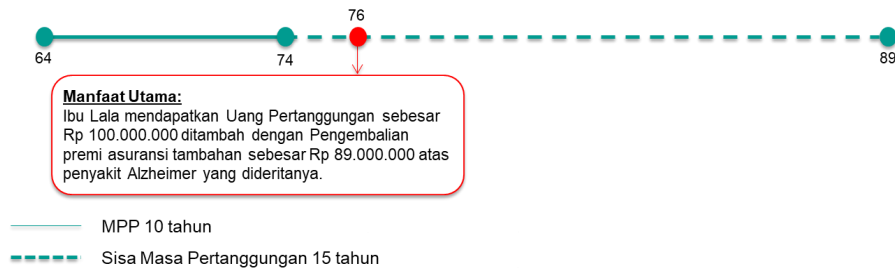 76
64
74
89
Manfaat Utama:
Ibu Lala mendapatkan Uang Pertanggungan sebesar
Rp 100.000.000 ditambah dengan Pengembalian
premi asuransi tambahan sebesar Rp 89.000.000 atas
penyakit Alzheimer yang dideritanya.
MPP 10 tahun
Sisa Masa Pertanggungan 15 tahun